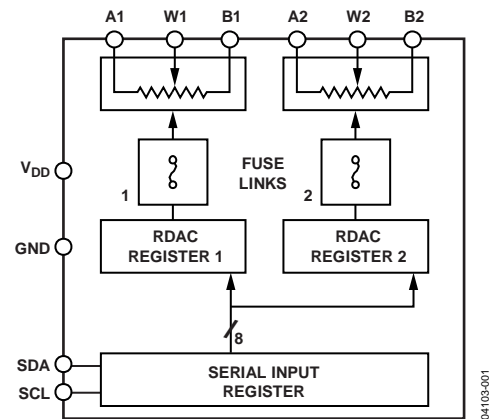 A1 W1 B1 A2 W2 B2
FUSE
LINKS
1
2
VDD
RDAC
REGISTER 1
RDAC
REGISTER 2
GND
8
SDA
SCL
SERIAL INPUT
REGISTER
04103-001